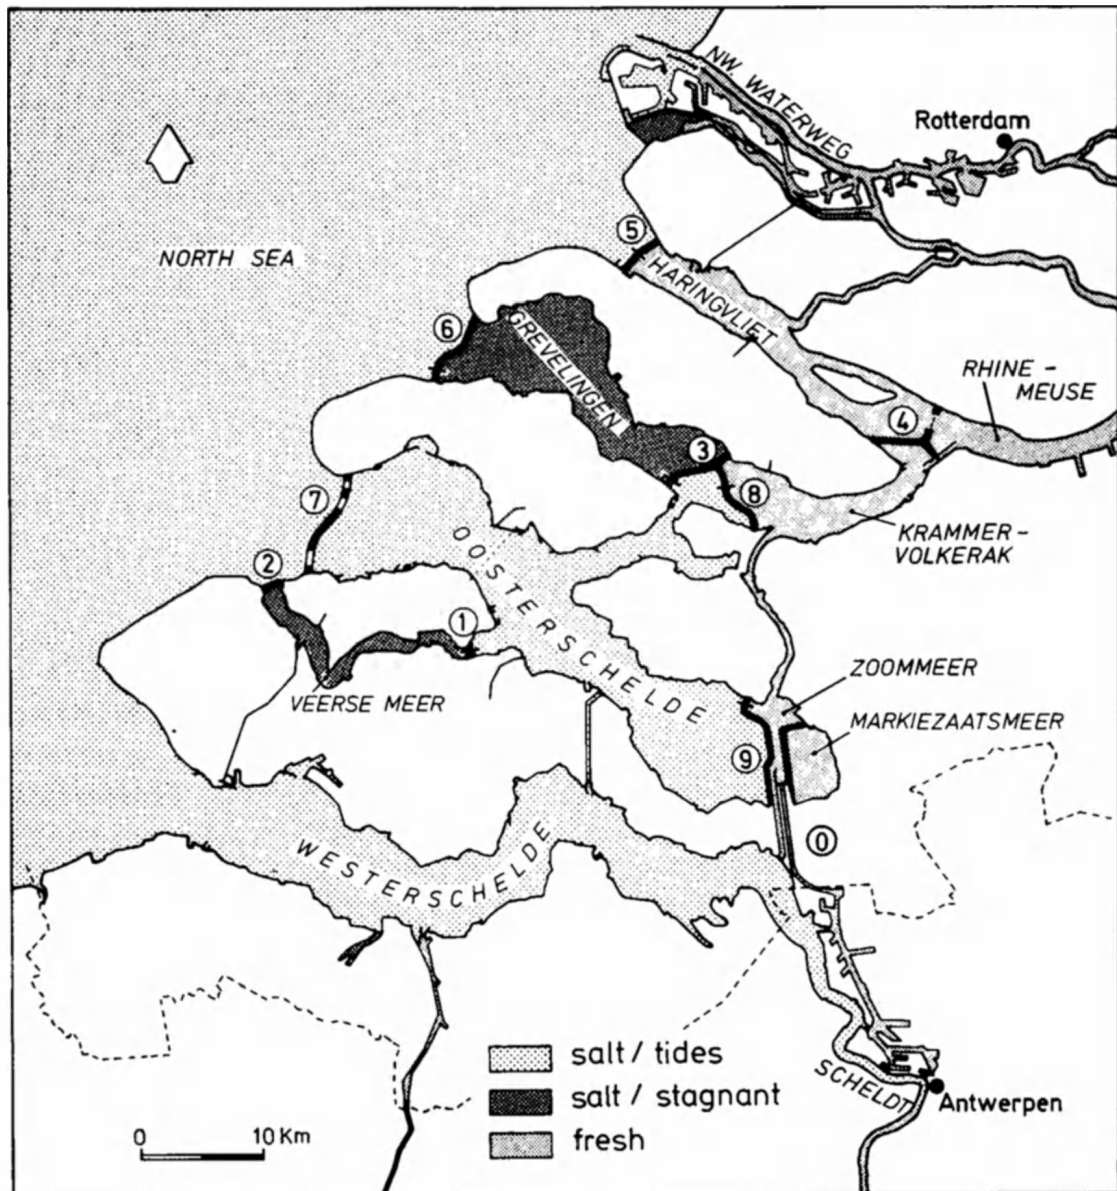 NW. WATERWEG
Rotterdam
NORTH SEA
5
HARINGVLIET
6
GREVELINGEN
RHINE -
MEUSE
4
3
8
7
KRAMMER -
VOLKERAK
OOSTERSCHELDE
2
1
ZOOMMEER
VEERSE MEER
MARKIEZAATSMEER
9
0
WESTERSCHELDE
salt / tides
salt / stagnant
fresh
SCHELDT
Antwerpen
0 10 Km